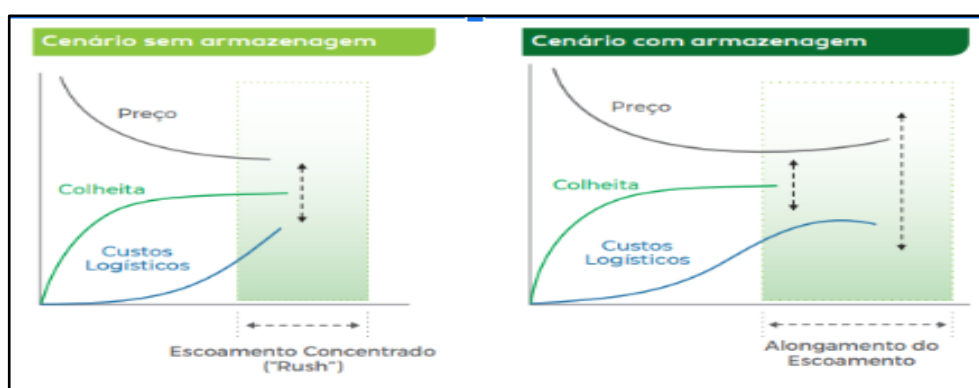 Cenário sem armazenagem
Preço
Colheita
Custos
Logísticos
Escoamento Concentrado
("Rush")
Cenário com armazenagem
Preço
Colheita
Custos
Logísticos
Alongamento do
Escoamento